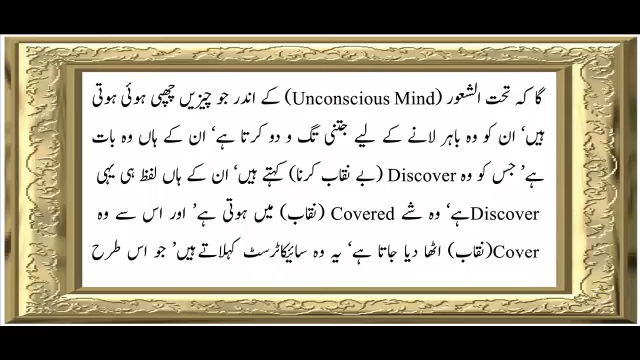 گا کہ تحت الشعور (Unconscious Mind) کے اندر جو چیزیں چھپی ہوئی ہوتی
ہیں‘ ان کو وہ باہر لانے کے لیے جتنی تگ و دو کرتا ہے‘ ان کے ہاں وہ بات
ہے’ جس کو وہ Discover (بے نقاب کرنا) کہتے ہیں‘ ان کے ہاں لفظ ہی یہی
Discover ہے‘ وہ شے Covered (نقاب) میں ہوتی ہے’ اور اس سے وہ
Cover(نقاب) اٹھا دیا جاتا ہے‘ یہ وہ سائیکاٹرسٹ کہلاتے ہیں’ جو اس طرح